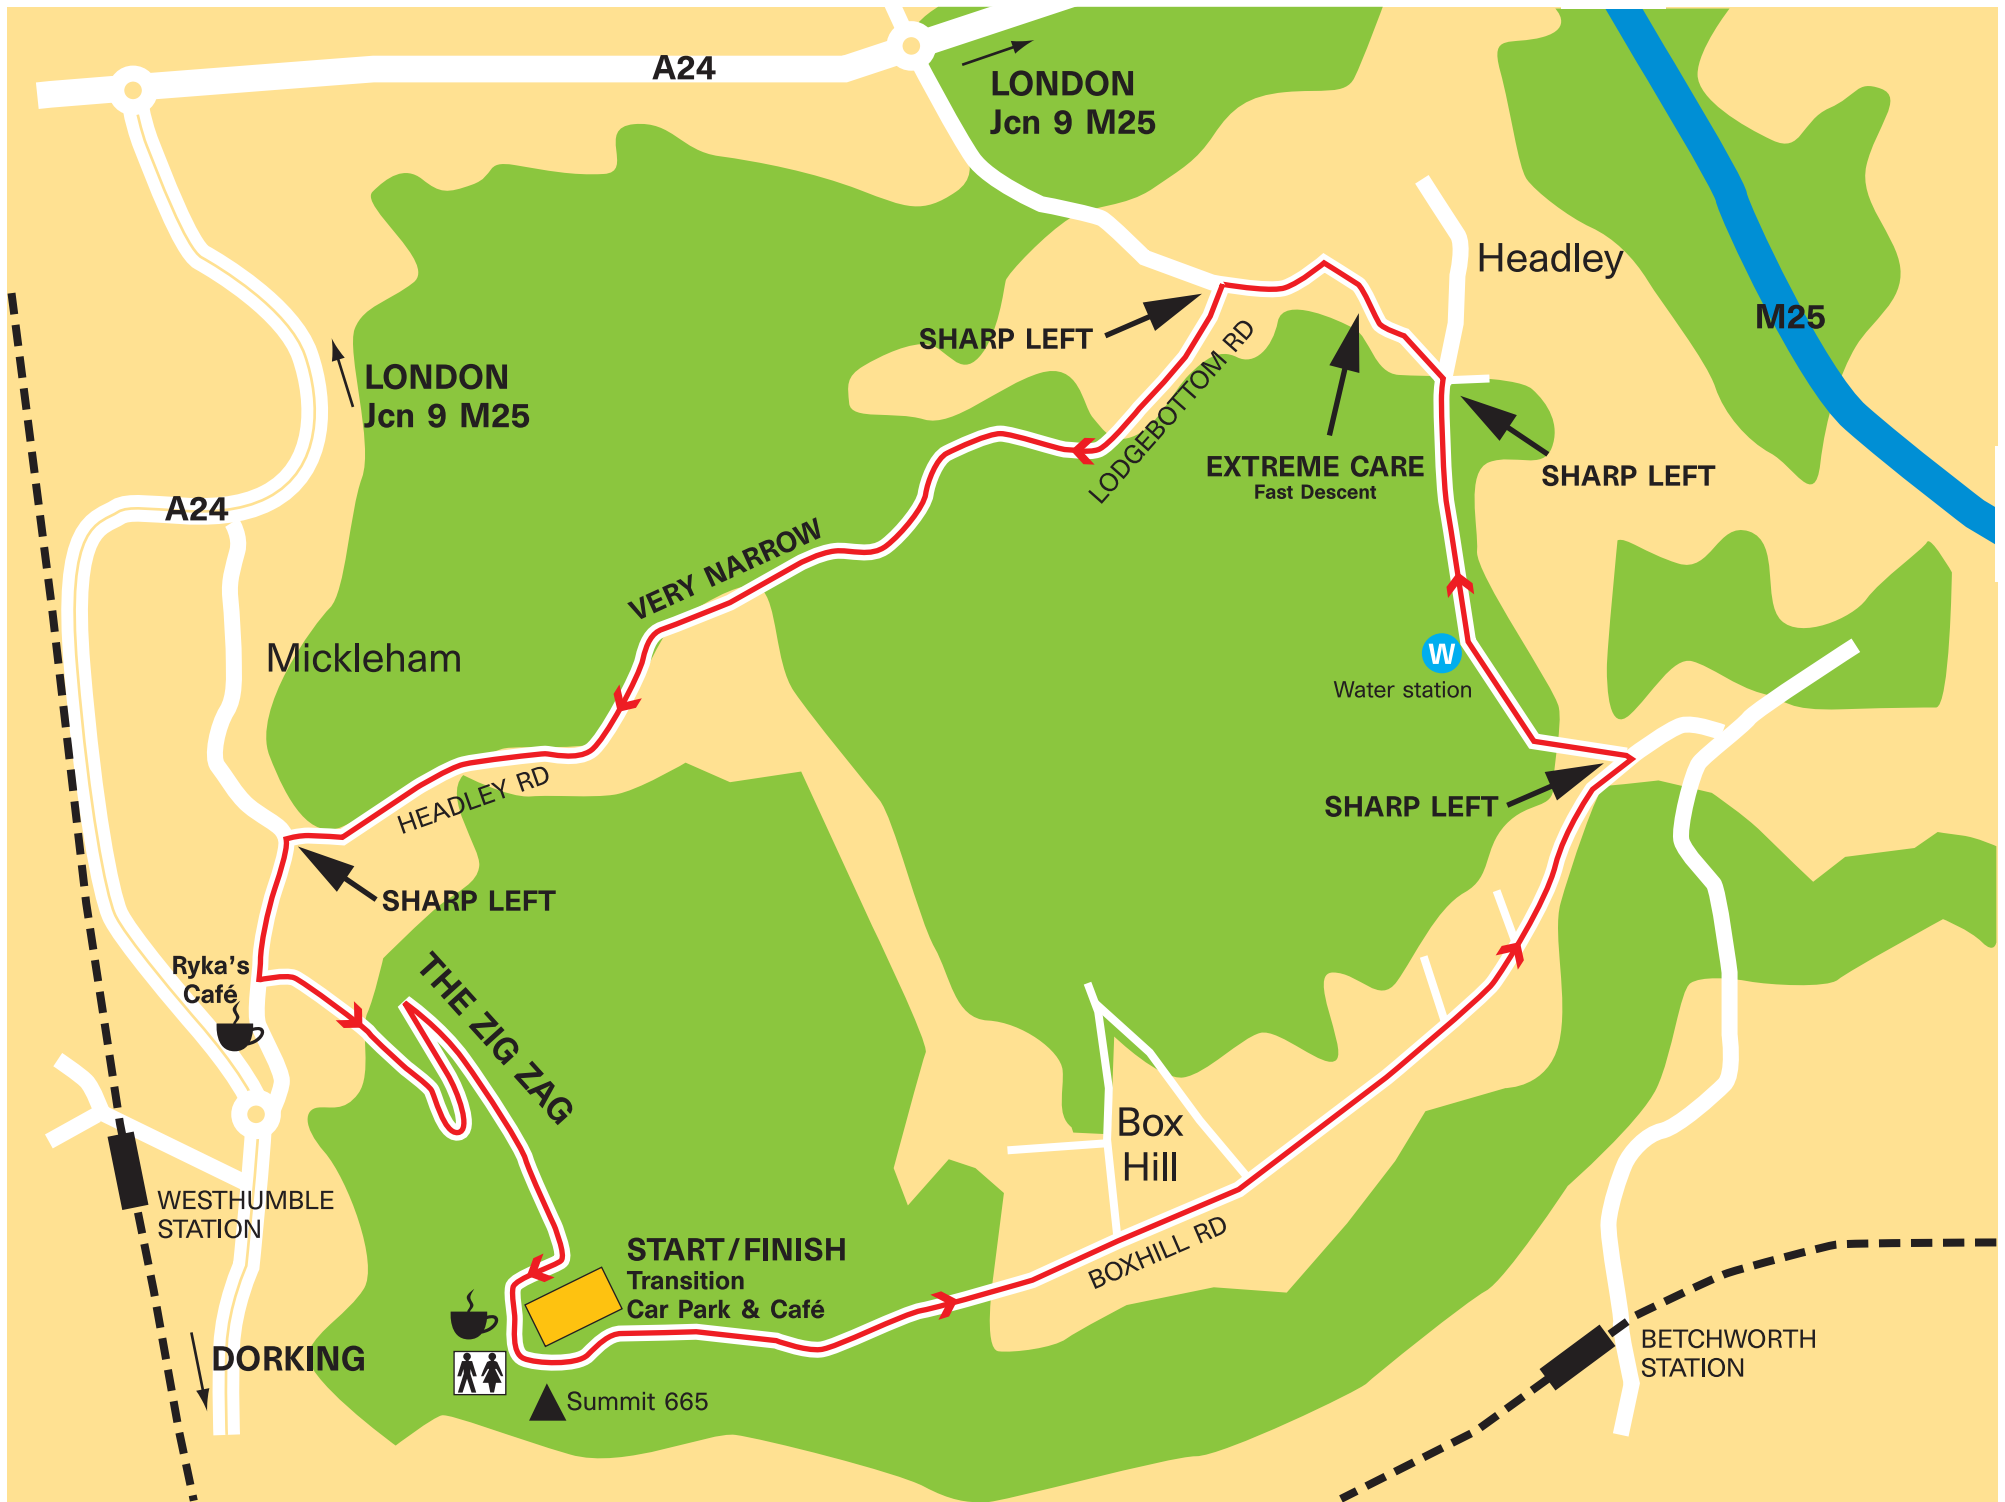 A24
LONDON
Jcn 9 M25
Headley
M25
SHARP LEFT
LODGEBOTTOM RD
EXTREME CARE
Fast Descent
SHARP LEFT
LONDON
Jcn 9 M25
A24
VERY NARROW
Mickleham
W
Water station
HEADLEY RD
SHARP LEFT
SHARP LEFT
Ryka's
Café
THE ZIG ZAG
Box
Hill
WESTHUMBLE
STATION
BOXHILL RD
START/FINISH
Transition
Car Park & Café
DORKING
Summit 665
BETCHWORTH
STATION